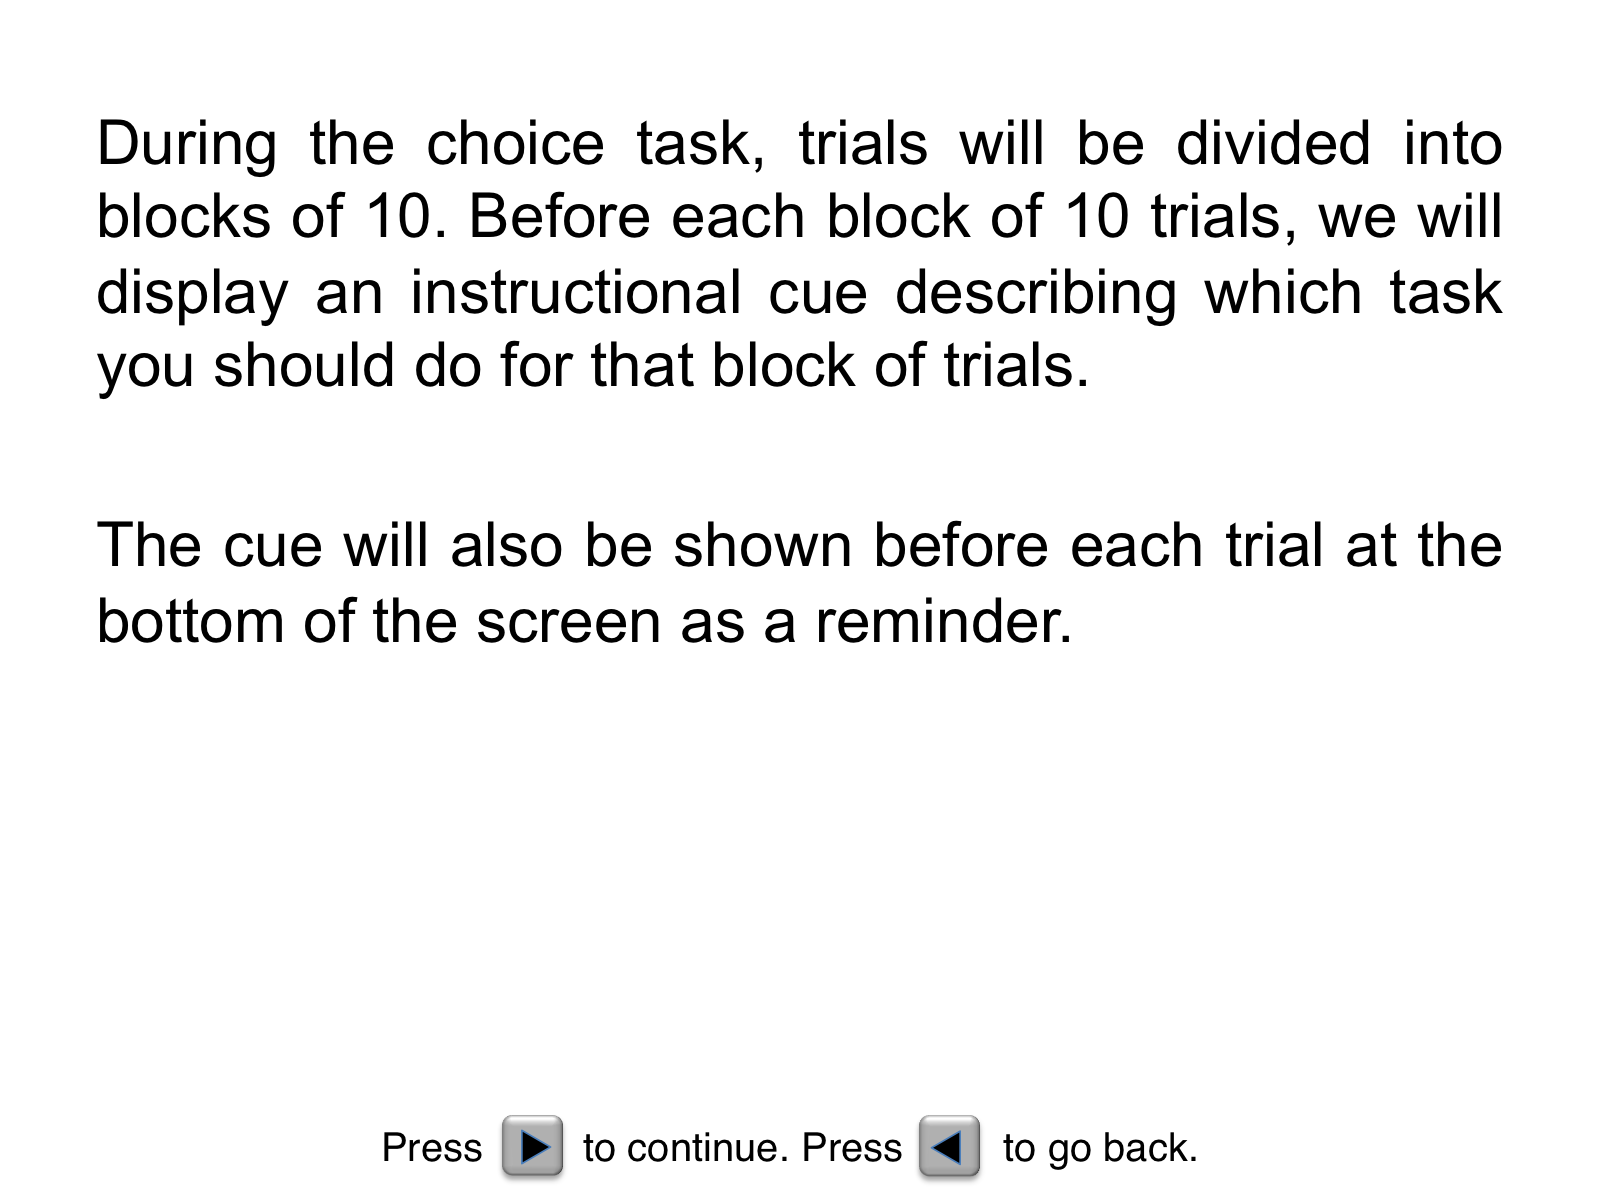 During the choice task, trials will be divided into
blocks of 10. Before each block of 10 trials, we will
display an instructional cue describing which task
you should do for that block of trials.
The cue will also be shown before each trial at the
bottom of the screen as a reminder.
Press to continue. Press to go back.